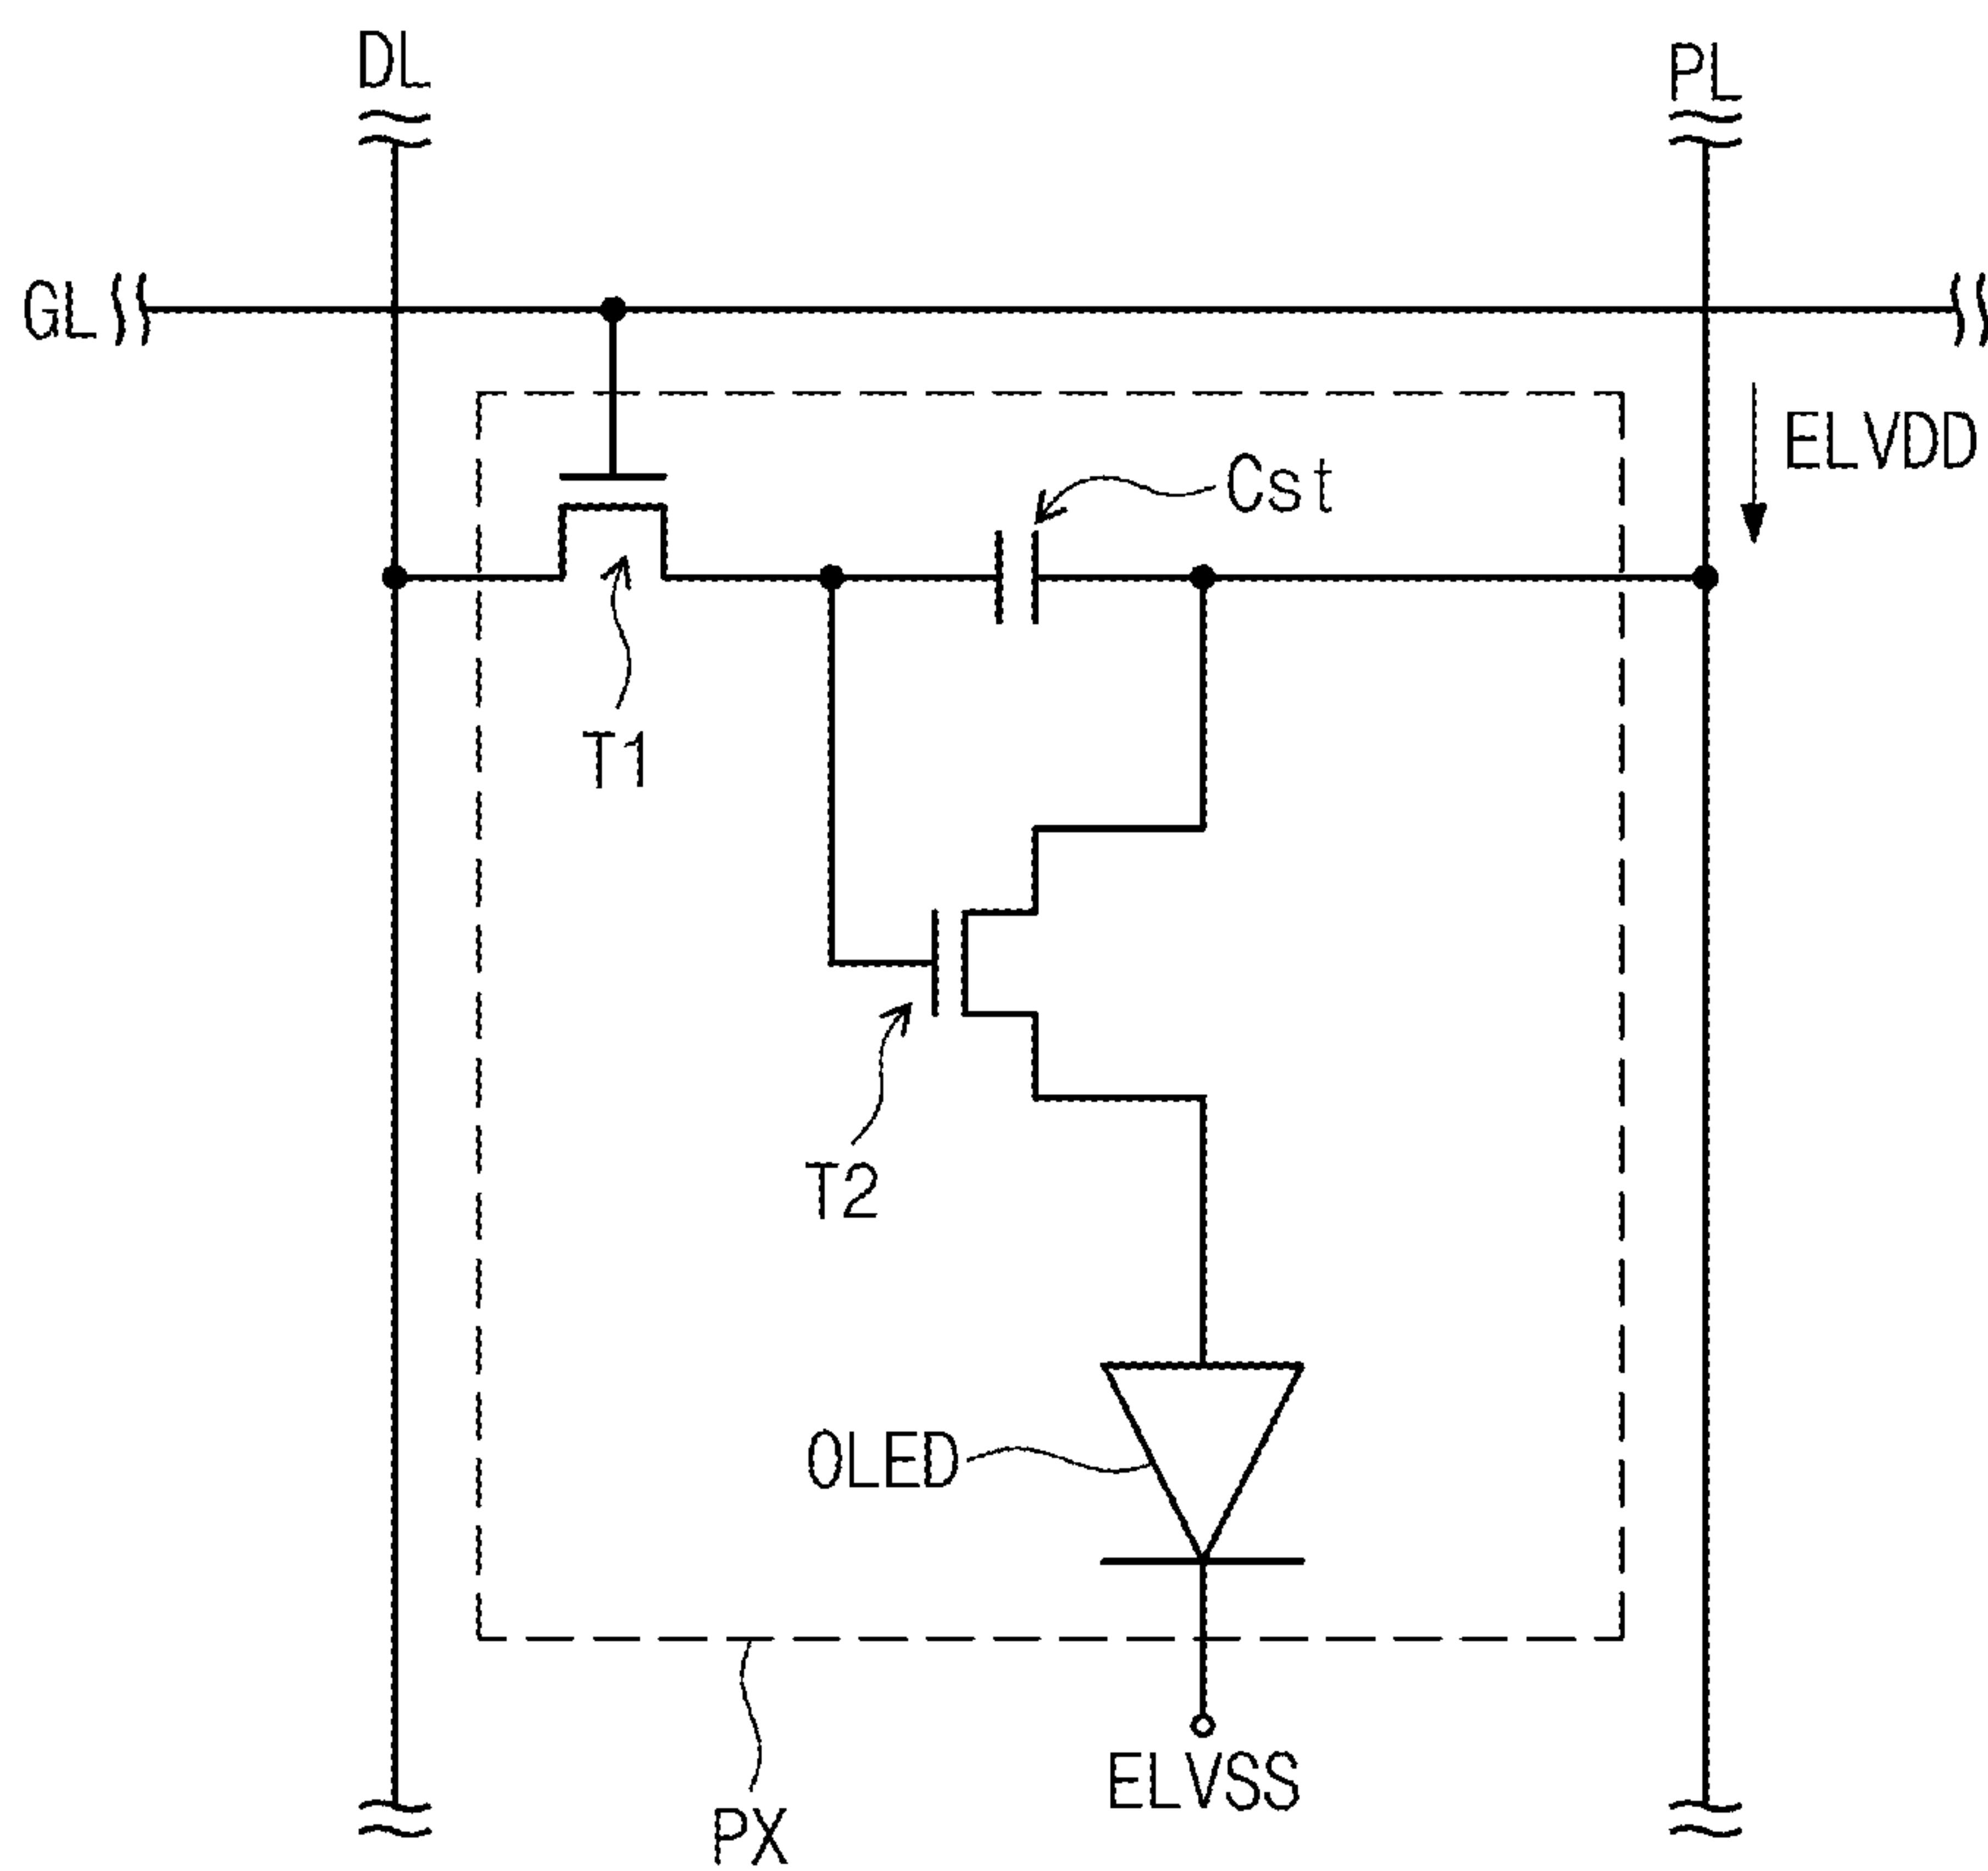 DL
PL
GL
ELVDD
Cst
T1
T2
OLED
ELVSS
PX